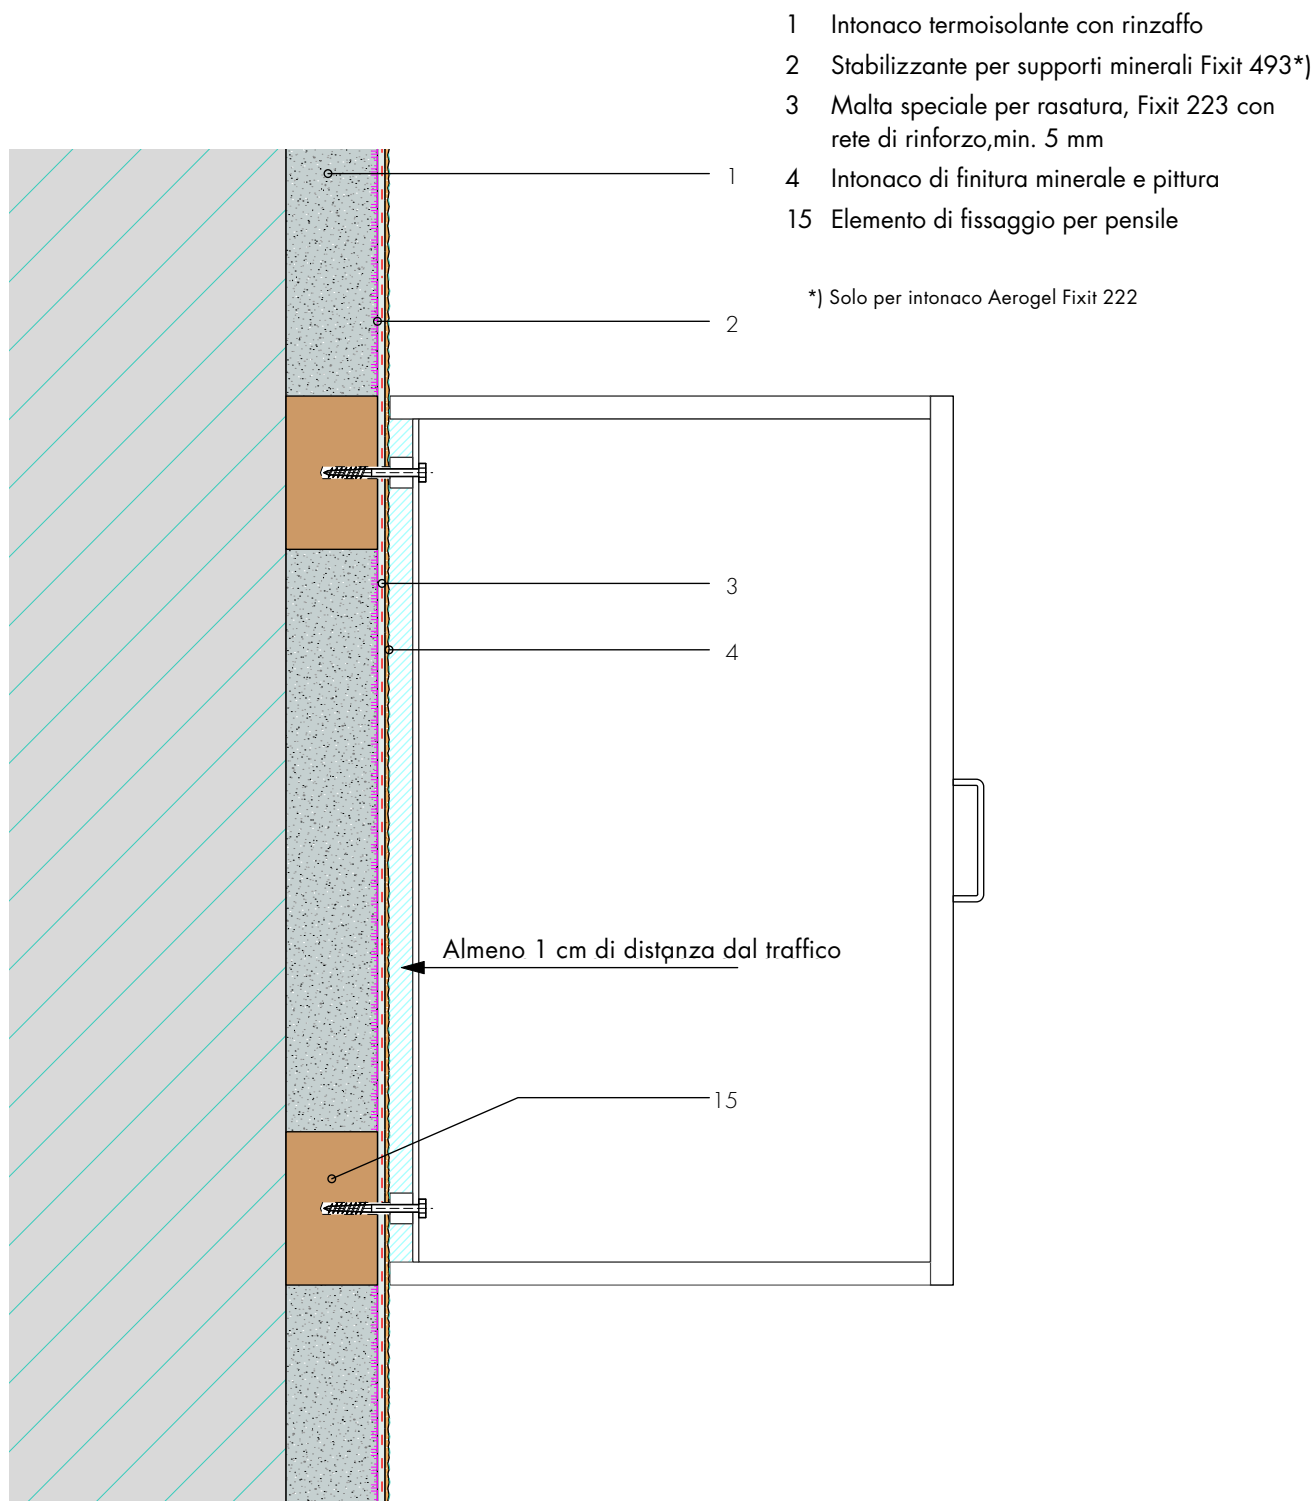 1 Intonaco termoisolante con rinzaffo
2 Stabilizzante per supporti minerali Fixit 493*)
3 Malta speciale per rasatura, Fixit 223 con
rete di rinforzo,min. 5 mm
4 Intonaco di finitura minerale e pittura
15 Elemento di fissaggio per pensile
*) Solo per intonaco Aerogel Fixit 222
1
2
3
4
Almeno 1 cm di distanza dal traffico
15